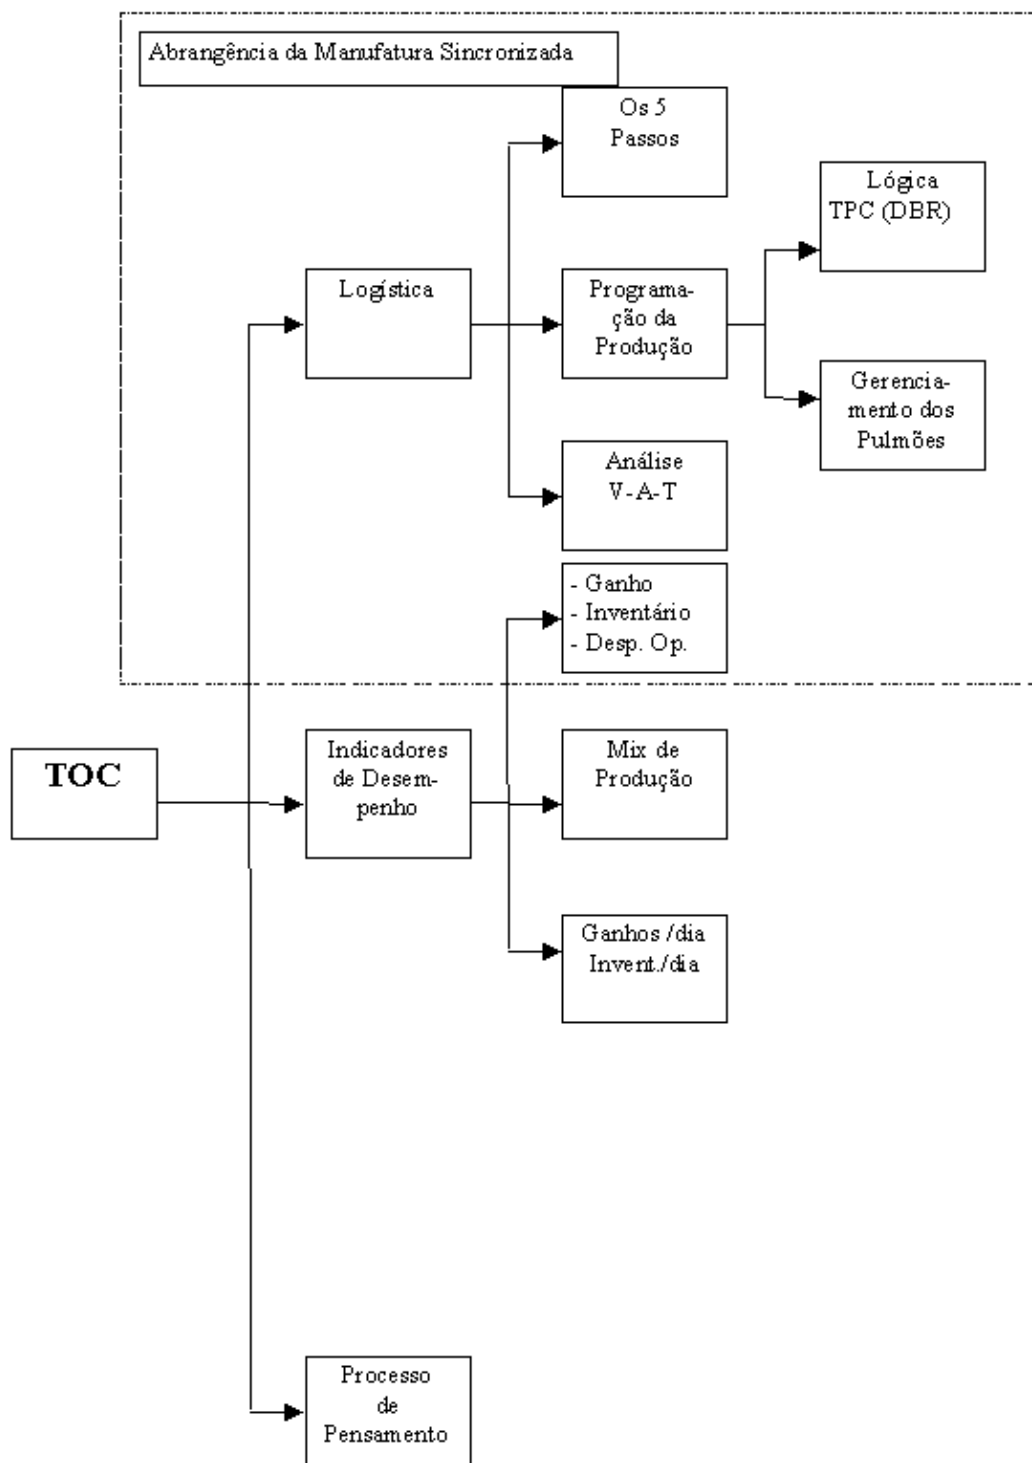 Abrangência da Manufatura Sincronizada
Os 5
Passos
Lógica
TPC (DBR)
Logística
Programa-
ção da
Produção
Gerencia-
mento dos
Pulmões
Análise
V-A-T
- Ganho
- Inventário
- Desp. Op.
TOC
Indicadores
de Desem-
penho
Mix de
Produção
Ganhos /dia
Invent./dia
Processo
de
Pensamento